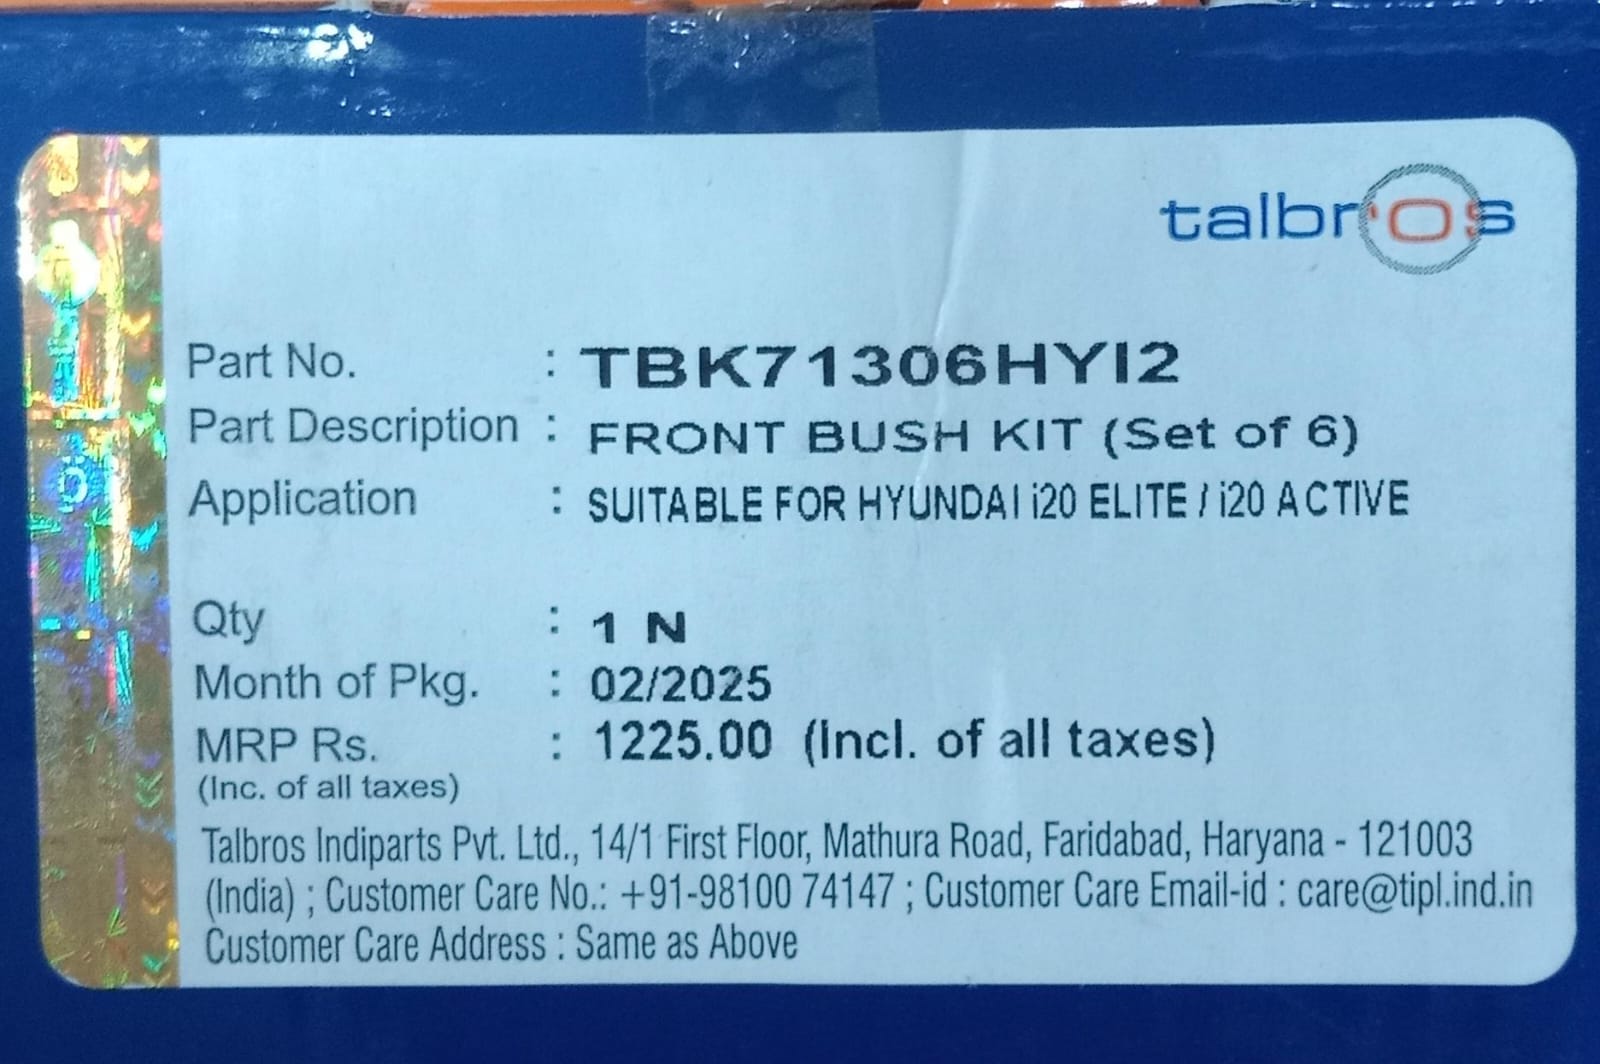 talbros
Part No. : TBK71306HYI2
Part Description : FRONT BUSH KIT (Set of 6)
Application : SUITABLE FOR HYUNDAI i20 ELITE / i20 ACTIVE
Qty : 1 N
Month of Pkg. : 02/2025
MRP Rs. : 1225.00 (Incl. of all taxes)
(Inc. of all taxes)
Talbros Indiparts Pvt. Ltd., 14/1 First Floor, Mathura Road, Faridabad, Haryana - 121003
(India) ; Customer Care No.: +91-98100 74147 ; Customer Care Email-id : care@tipl.ind.in
Customer Care Address : Same as Above